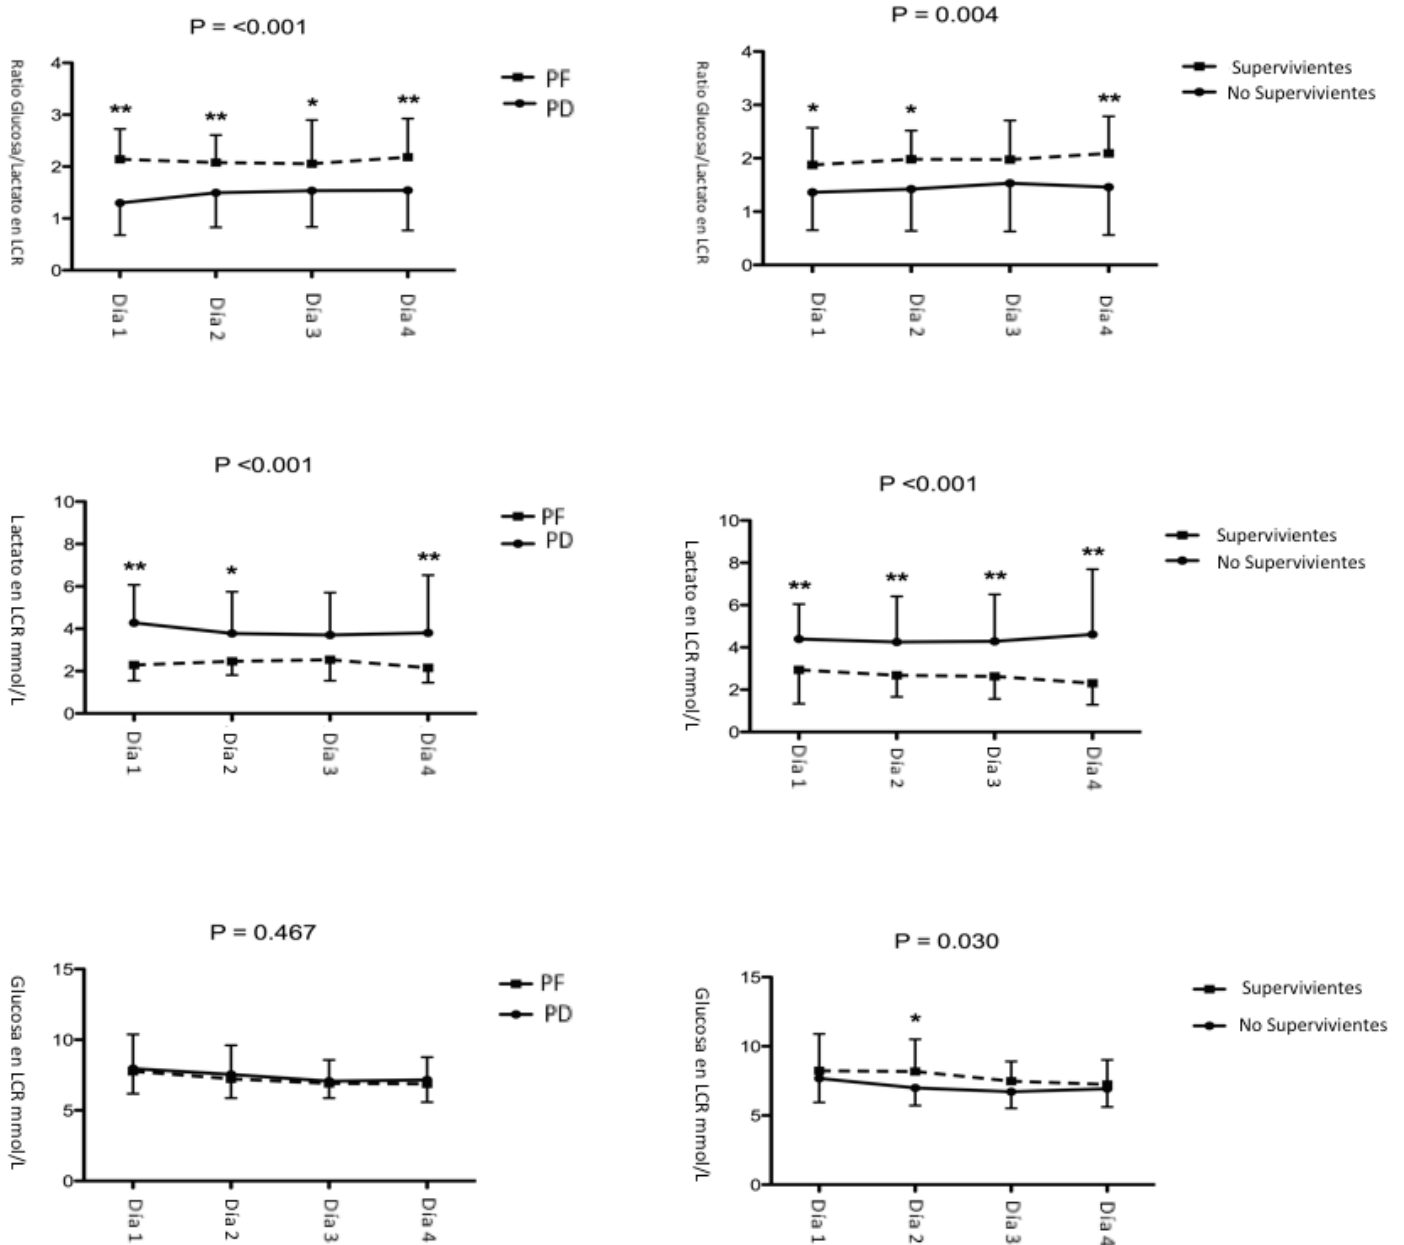 P = <0.001
Ratio Glucosa/Lactato en LCR
4
3
2
1
0
**
**
*
**
PF
PD
Día 1
Día 2
Día 3
Día 4
P = 0.004
Ratio Glucosa/Lactato en LCR
4
3
2
1
0
*
*
**
Supervivientes
No Supervivientes
Día 1
Día 2
Día 3
Día 4
P <0.001
Lactato en LCR mmol/L
10
8
6
4
2
0
**
*
**
PF
PD
Día 1
Día 2
Día 3
Día 4
P <0.001
Lactato en LCR mmol/L
10
8
6
4
2
0
**
**
**
**
Supervivientes
No Supervivientes
Día 1
Día 2
Día 3
Día 4
P = 0.467
Glucosa en LCR mmol/L
15
10
5
0
PF
PD
Día 1
Día 2
Día 3
Día 4
P = 0.030
Glucosa en LCR mmol/L
15
10
5
0
*
Supervivientes
No Supervivientes
Día 1
Día 2
Día 3
Día 4